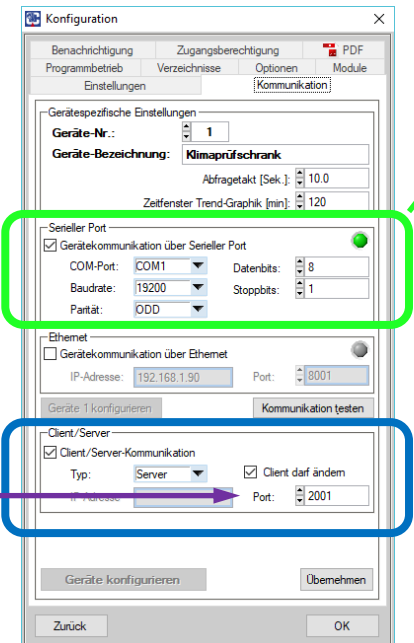 Konfiguration
Benachrichtigung Zugangsberechtigung PDF
Programmbetrieb Verzeichnisse Optionen Module
Einstellungen Kommunikation
Gerätespezifische Einstellungen
Geräte-Nr.: 1
Geräte-Bezeichnung: Klimaprüfschrank
Abfragetakt [Sek.]: 10.0
Zeitfenster Trend-Graphik [min]: 120
Serieller Port
Gerätekommunikation über Serieller Port
COM-Port: COM1 Datenbits: 8
Baudrate: 19200 Stoppbits: 1
Parität: ODD
Ethernet
Gerätekommunikation über Ethernet
IP-Adresse: 192.168.1.90 Port: 8001
Geräte 1 konfigurieren Kommunikation testen
Client/Server
Client/Server-Kommunikation
Typ: Server Client darf ändern
IP-Adresse Port: 2001
Geräte konfigurieren Übernehmen
Zurück OK